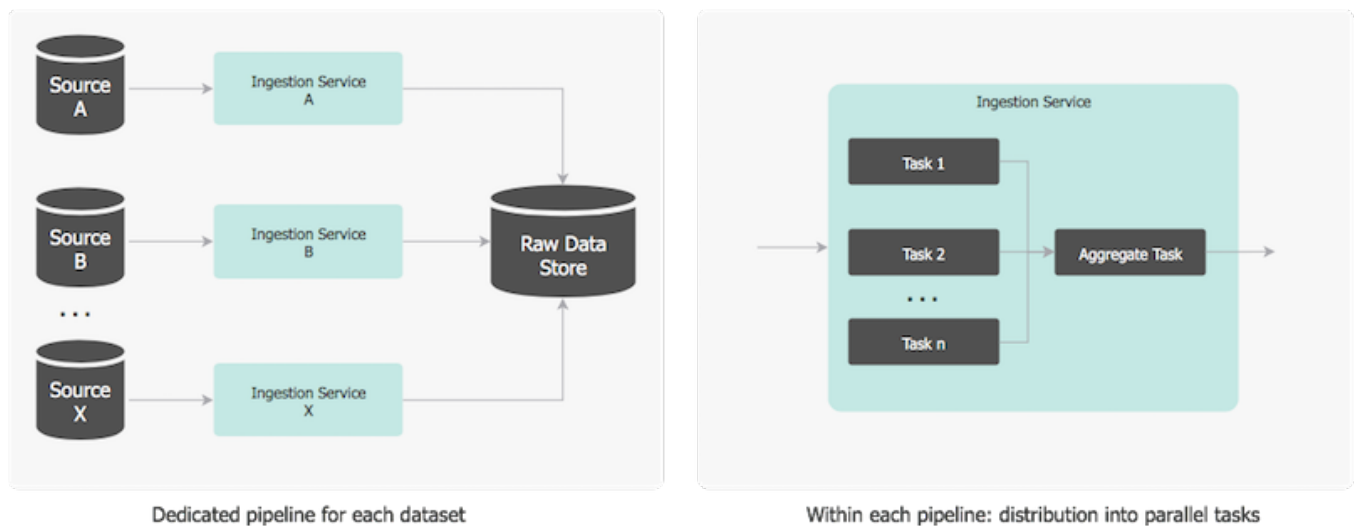 Source
A
Ingestion Service
A
Source
B
Ingestion Service
B
Raw Data
Store
...
Source
X
Ingestion Service
X
Dedicated pipeline for each dataset
Ingestion Service
Task 1
Task 2
Aggregate Task
...
Task n
Within each pipeline: distribution into parallel tasks